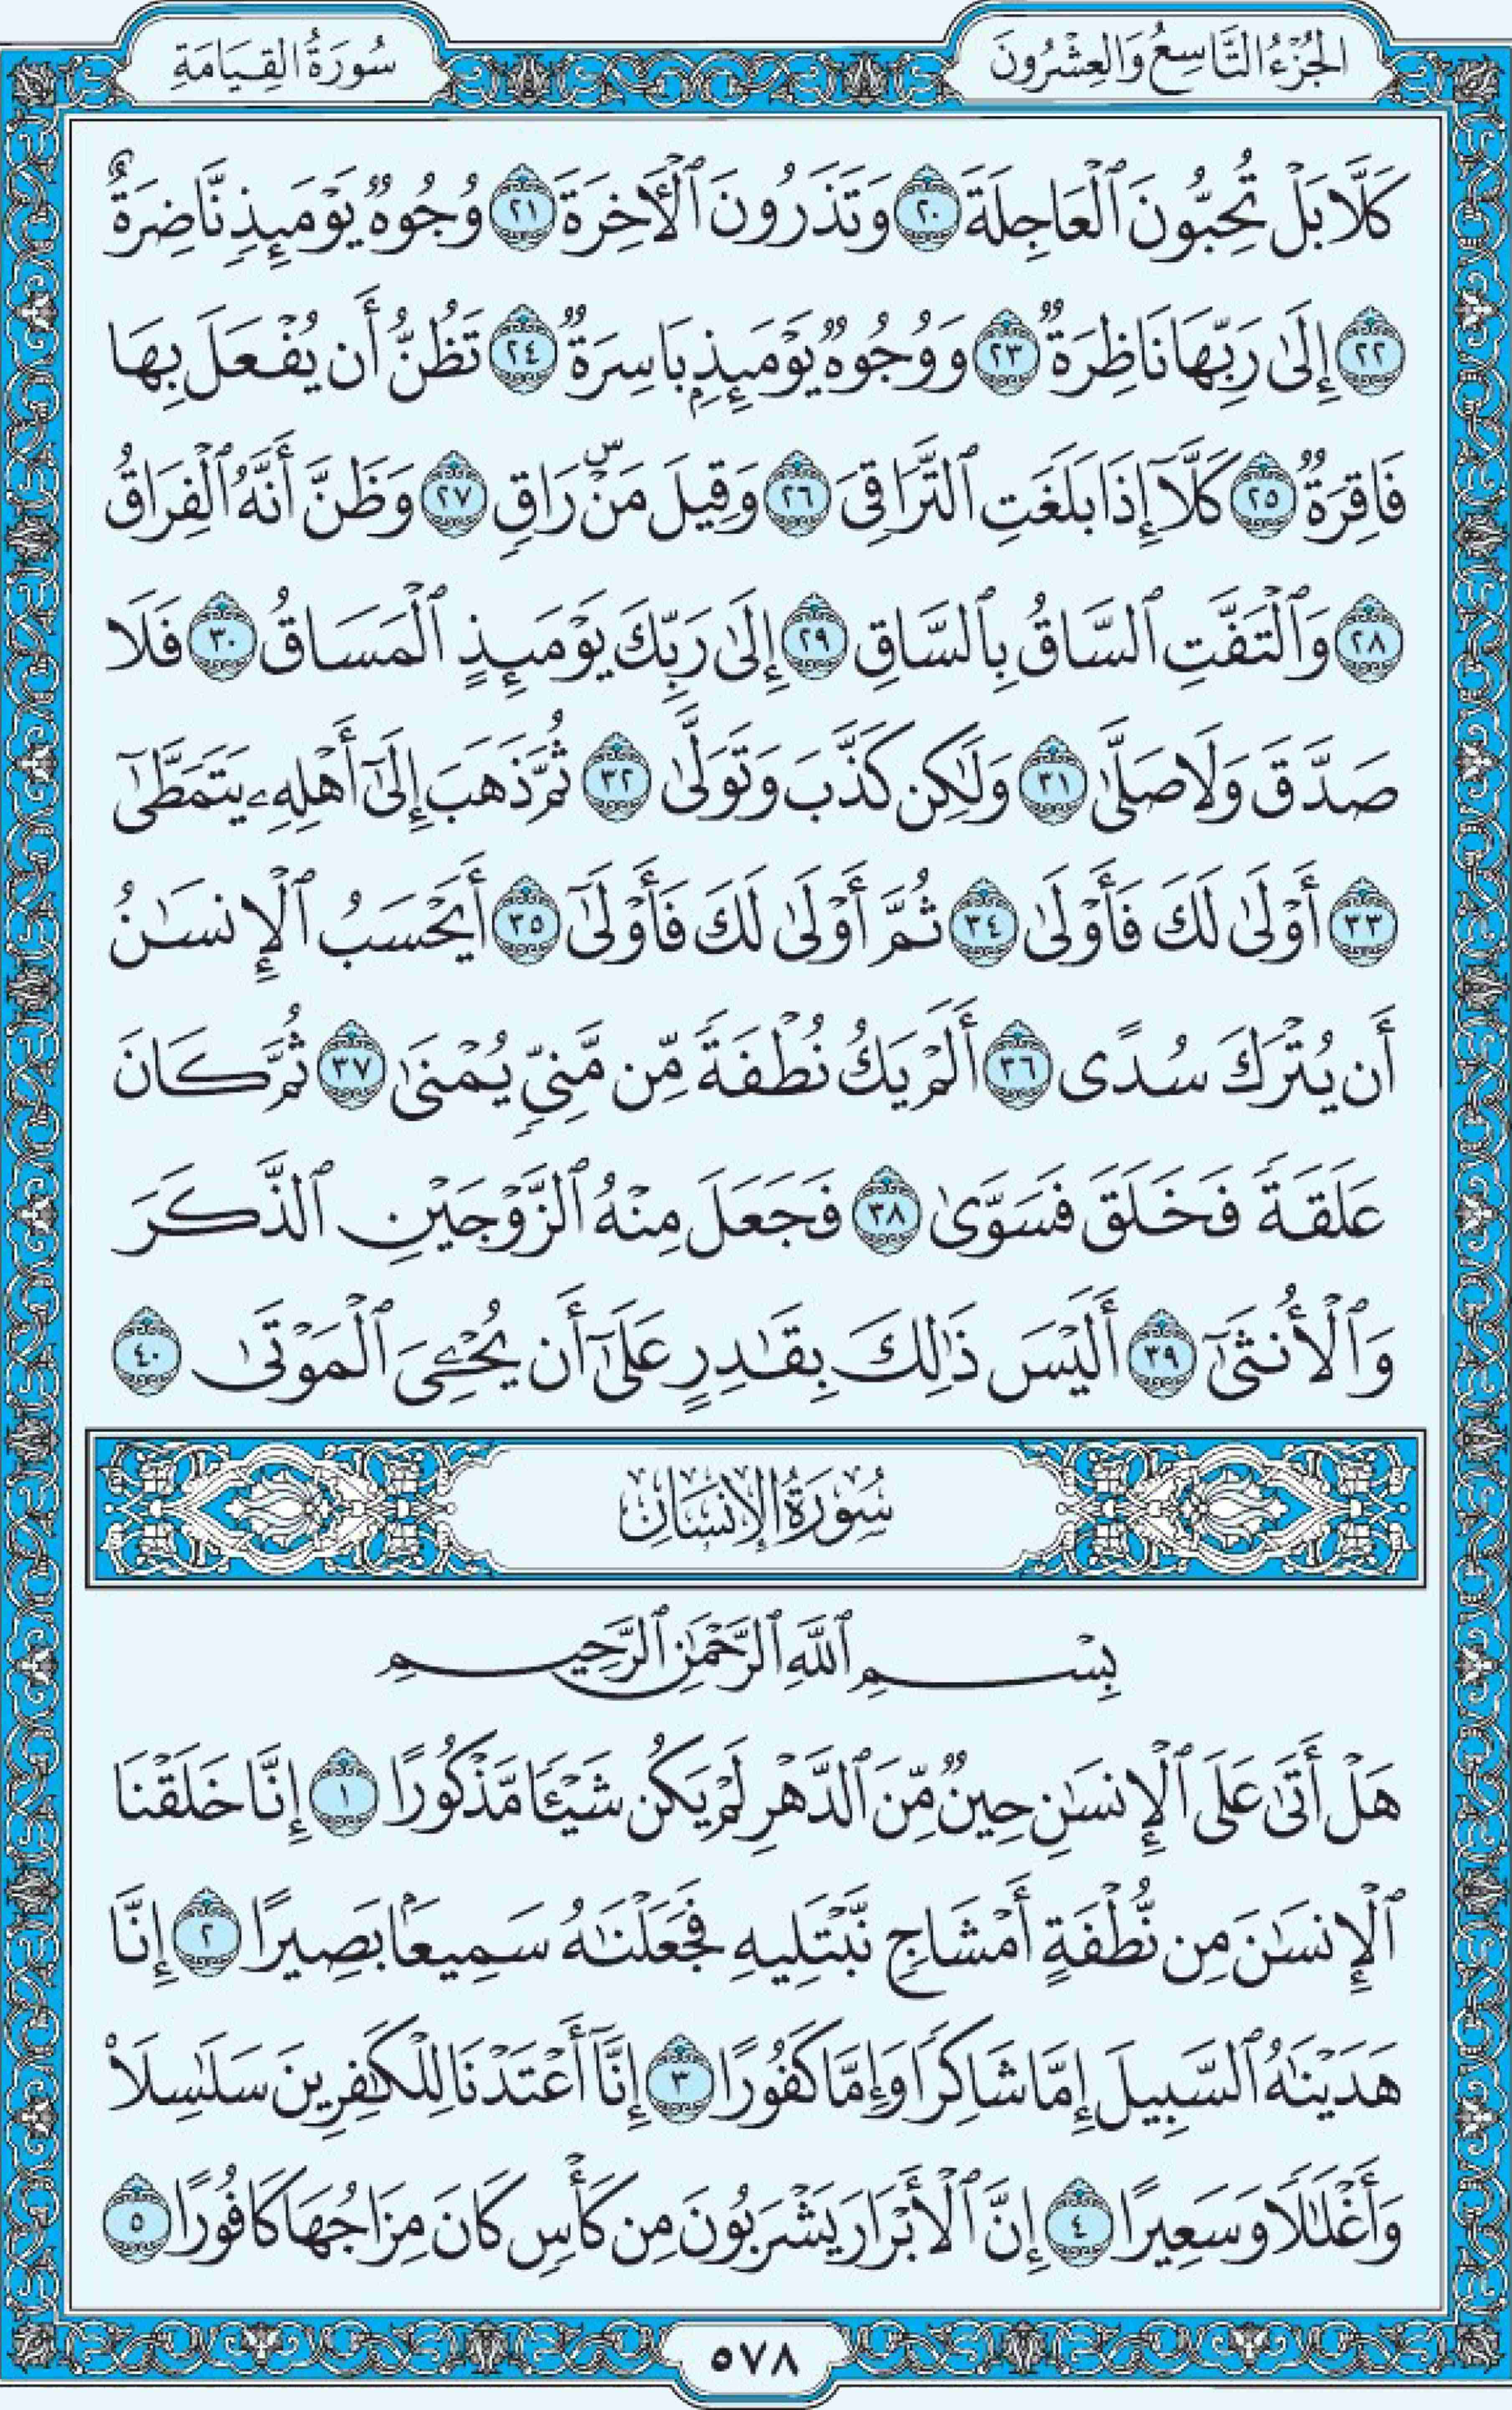 الجُزْءُ التَّاسِعُ وَالعِشْرُونَ
سُورَةُ القِيَامَةِ
كَلَّا بَلْ تُحِبُّونَ ٱلْعَاجِلَةَ ٢٠ وَتَذَرُونَ ٱلْأَخِرَةَ ٢١ وُجُوهٌ يَوْمَئِذٍ نَّاضِرَةٌ
٢٢ إِلَىٰ رَبِّهَا نَاظِرَةٌ ٢٣ وَوُجُوهٌ يَوْمَئِذٍۭ بَاسِرَةٌ ٢٤ تَظُنُّ أَن يُفْعَلَ بِهَا
فَاقِرَةٌ ٢٥ كَلَّآ إِذَا بَلَغَتِ ٱلتَّرَاقِىَ ٢٦ وَقِيلَ مَنْۜ رَاقٍ ٢٧ وَظَنَّ أَنَّهُ ٱلْفِرَاقُ
٢٨ وَٱلْتَفَّتِ ٱلسَّاقُ بِٱلسَّاقِ ٢٩ إِلَىٰ رَبِّكَ يَوْمَئِذٍ ٱلْمَسَاقُ ٣٠ فَلَا
صَدَّقَ وَلَا صَلَّىٰ ٣١ وَلَٰكِن كَذَّبَ وَتَوَلَّىٰ ٣٢ ثُمَّ ذَهَبَ إِلَىٰٓ أَهْلِهِۦ يَتَمَطَّىٰٓ
٣٣ أَوْلَىٰ لَكَ فَأَوْلَىٰ ٣٤ ثُمَّ أَوْلَىٰ لَكَ فَأَوْلَىٰٓ ٣٥ أَيَحْسَبُ ٱلْإِنسَٰنُ
أَن يُتْرَكَ سُدًى ٣٦ أَلَمْ يَكُ نُطْفَةً مِّن مَّنِىٍّ يُمْنَىٰ ٣٧ ثُمَّ كَانَ
عَلَقَةً فَخَلَقَ فَسَوَّىٰ ٣٨ فَجَعَلَ مِنْهُ ٱلزَّوْجَيْنِ ٱلذَّكَرَ
وَٱلْأُنثَىٰٓ ٣٩ أَلَيْسَ ذَٰلِكَ بِقَٰدِرٍ عَلَىٰٓ أَن يُحْـِۧىَ ٱلْمَوْتَىٰ ٤٠
سُورَةُ الإِنسَانِ
بِسْمِ ٱللَّهِ ٱلرَّحْمَٰنِ ٱلرَّحِيمِ
هَلْ أَتَىٰ عَلَى ٱلْإِنسَٰنِ حِينٌ مِّنَ ٱلدَّهْرِ لَمْ يَكُن شَيْـًٔا مَّذْكُورًا ١ إِنَّا خَلَقْنَا
ٱلْإِنسَٰنَ مِن نُّطْفَةٍ أَمْشَاجٍ نَّبْتَلِيهِ فَجَعَلْنَٰهُ سَمِيعًۢا بَصِيرًا ٢ إِنَّا
هَدَيْنَٰهُ ٱلسَّبِيلَ إِمَّا شَاكِرًا وَإِمَّا كَفُورًا ٣ إِنَّآ أَعْتَدْنَا لِلْكَٰفِرِينَ سَلَٰسِلَا۟
وَأَغْلَٰلًا وَسَعِيرًا ٤ إِنَّ ٱلْأَبْرَارَ يَشْرَبُونَ مِن كَأْسٍ كَانَ مِزَاجُهَا كَافُورًا ٥
٥٧٨